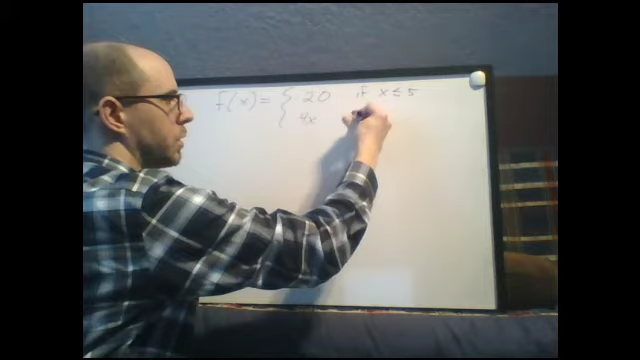 f(x) = { 20 if x ≤ 5
4x